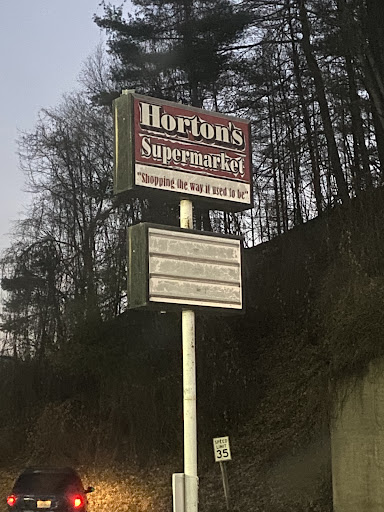 Horton's
Supermarket
"Shopping the way it used to be"
SPEED
LIMIT
35